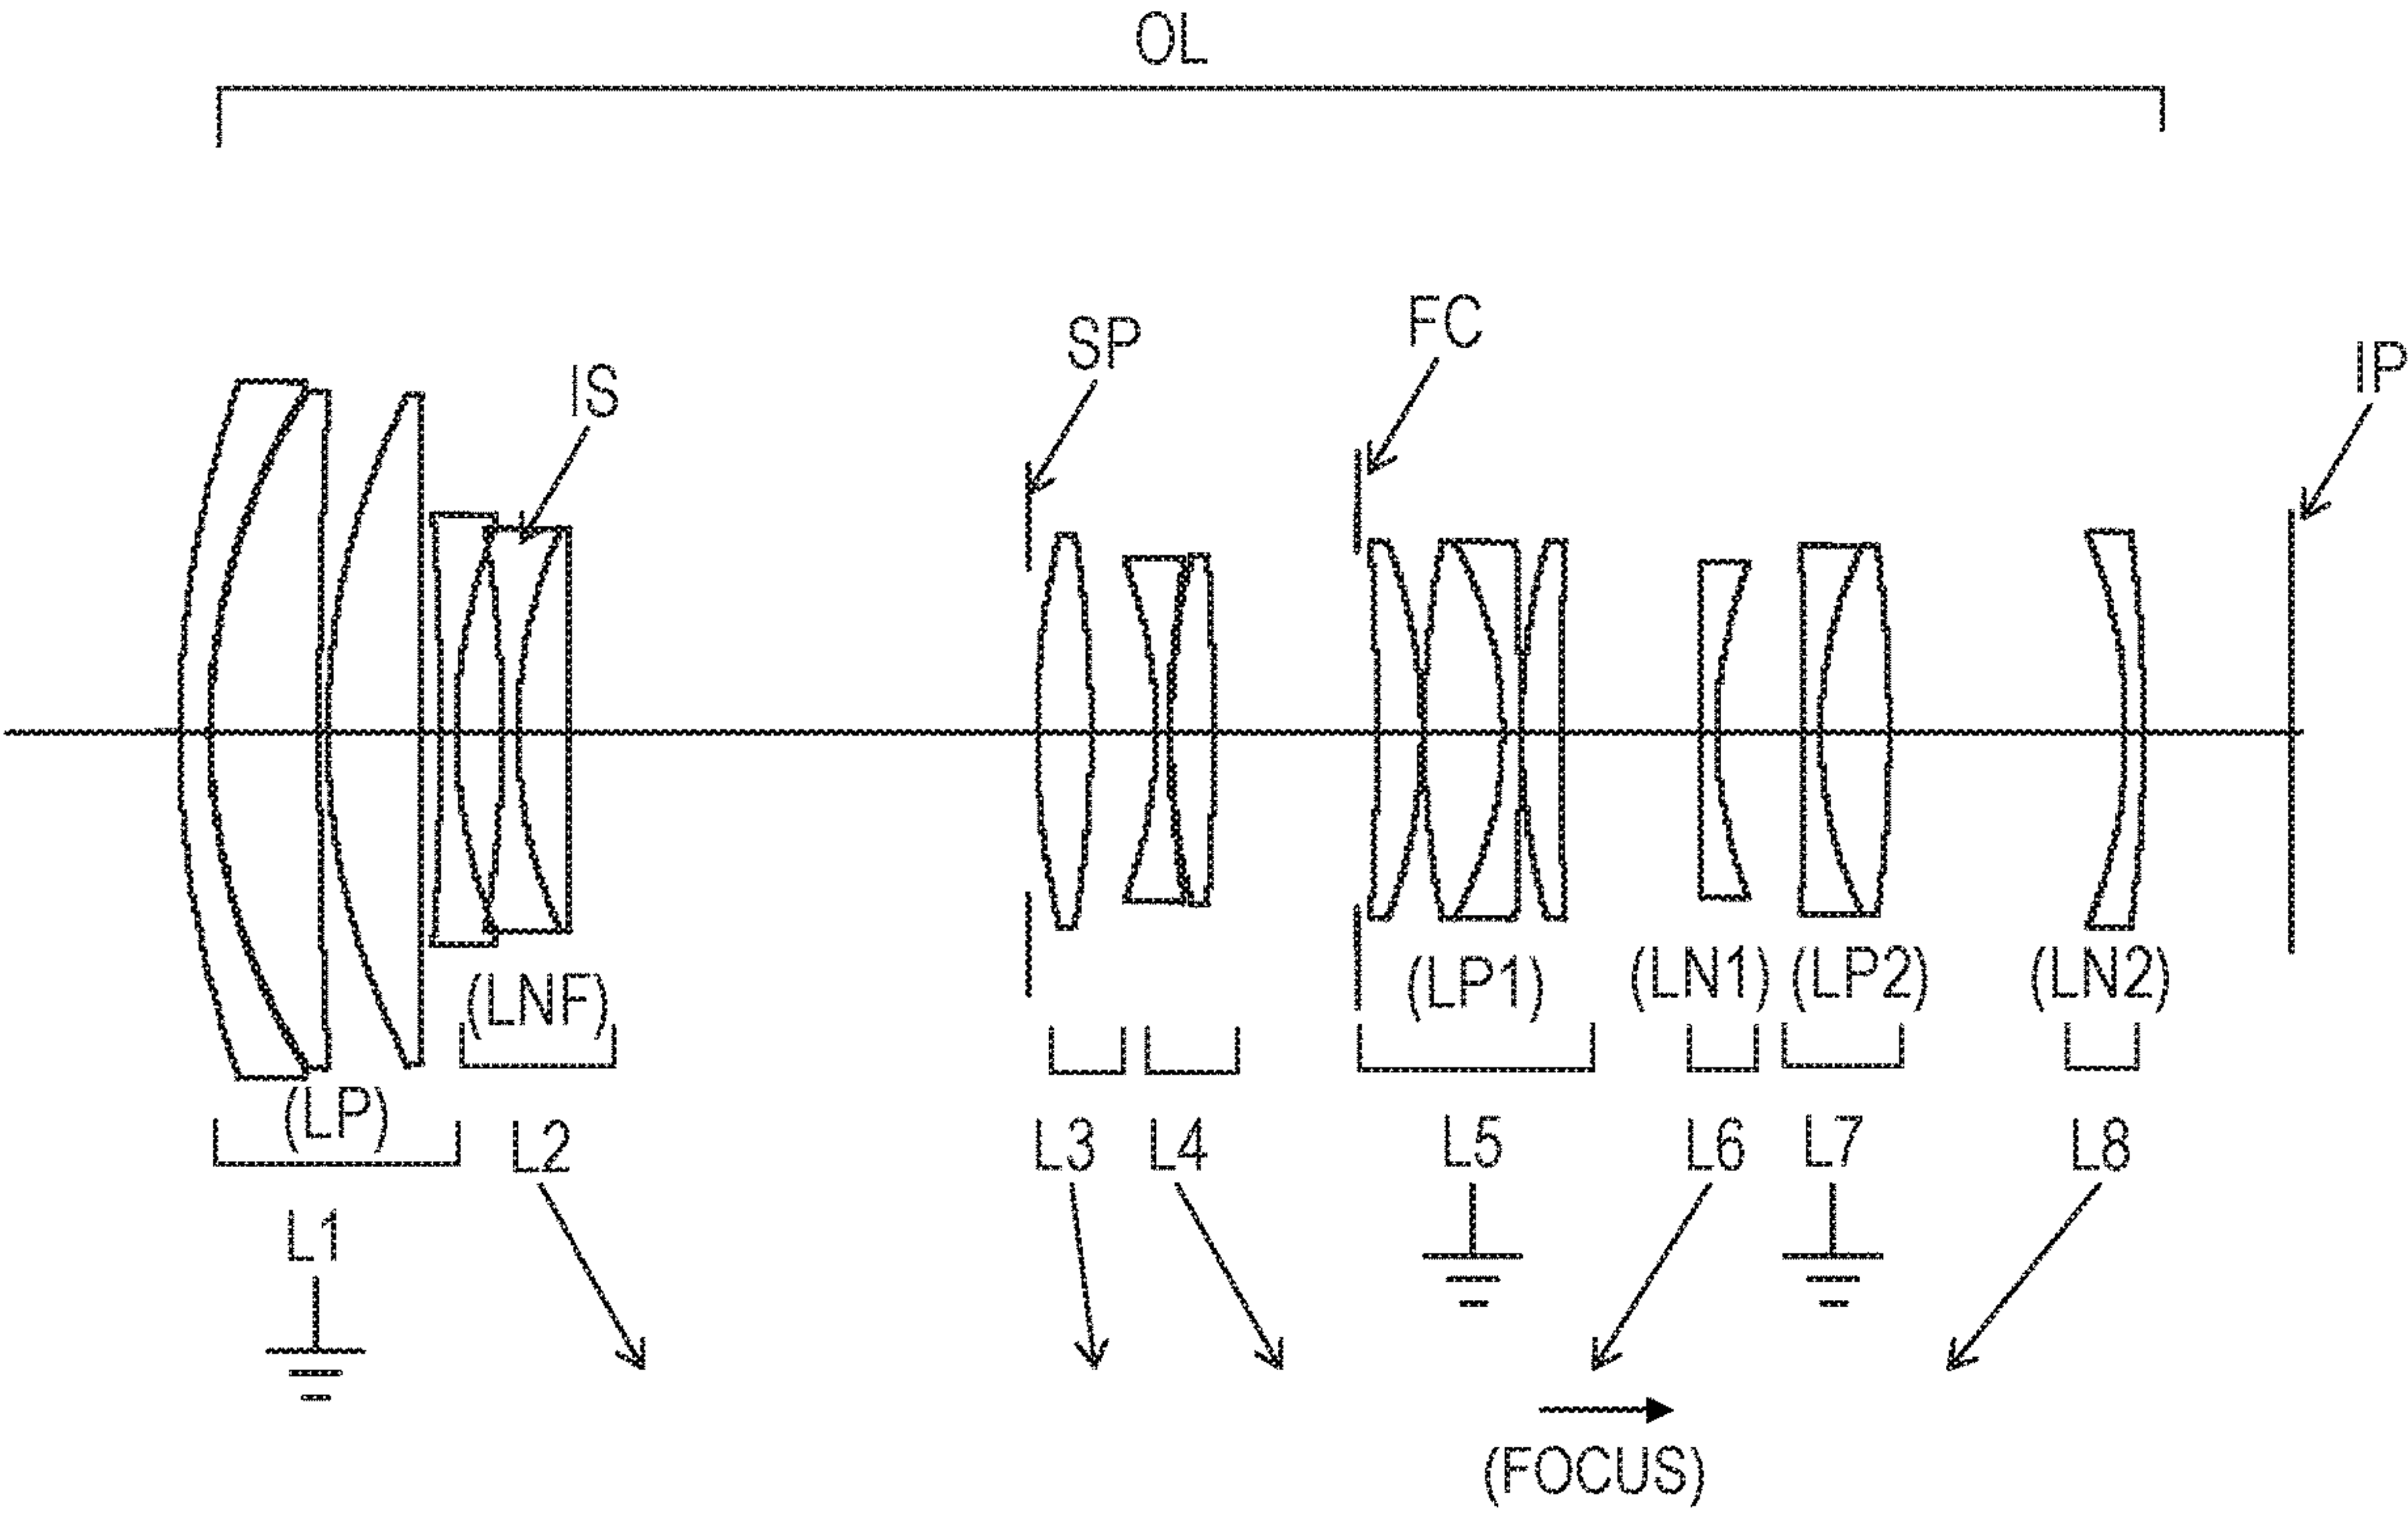 OL
FC
SP
IP
IS
(LP1)
(LN1)
(LP2)
(LN2)
(LNF)
(LP)
L2
L3
L4
L5
L6
L7
L8
L1
(FOCUS)